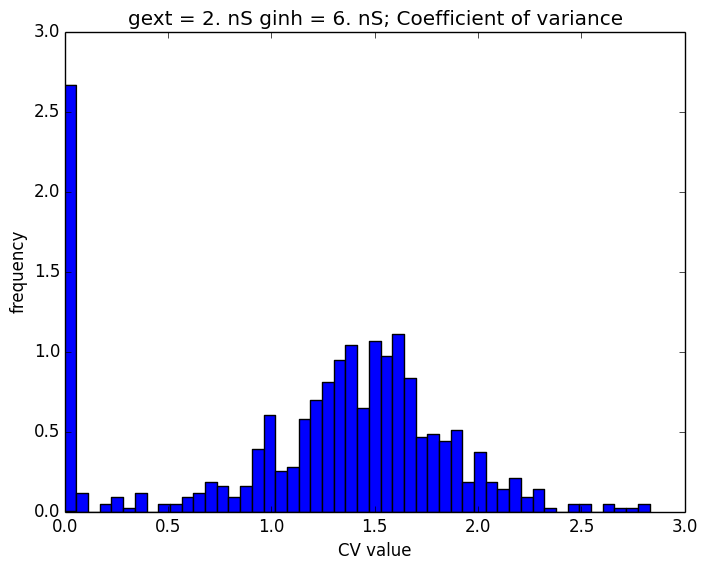 gext = 2. nS ginh = 6. nS; Coefficient of variance
3.0
2.5
2.0
1.5
1.0
0.5
0.0
frequency
0.0 0.5 1.0 1.5 2.0 2.5 3.0
CV value